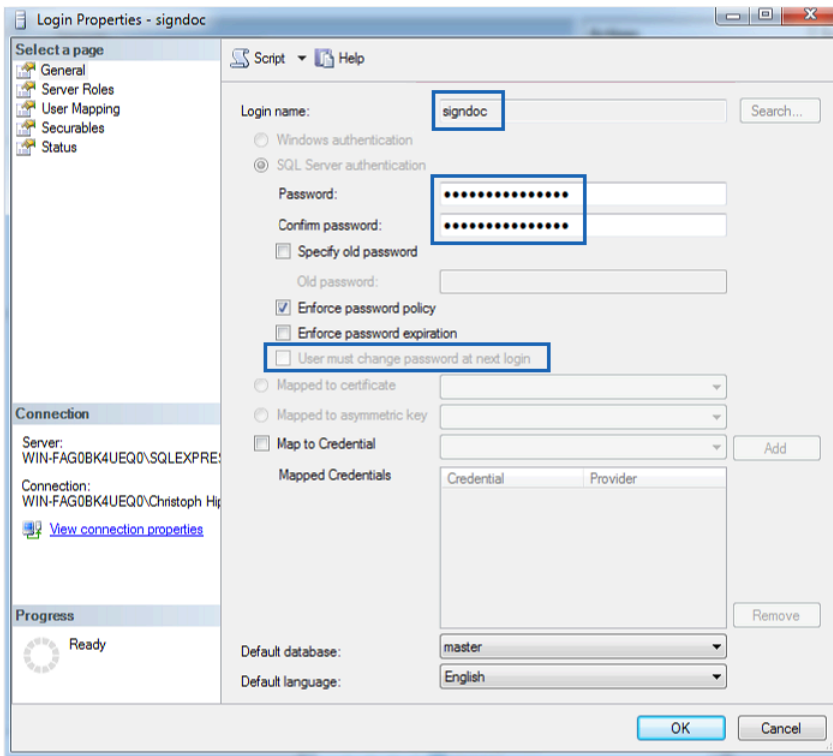 Login Properties - signdoc
Select a page
General
Server Roles
User Mapping
Securables
Status
Script Help
Login name: signdoc Search...
Windows authentication
SQL Server authentication
Password: •••••••••••••••
Confirm password: •••••••••••••••
Specify old password
Old password:
Enforce password policy
Enforce password expiration
User must change password at next login
Mapped to certificate
Mapped to asymmetric key
Map to Credential Add
Mapped Credentials Credential Provider
Remove
Default database: master
Default language: English
Connection
Server:
WIN-FAG0BK4UEQ0\SQLEXPRE
Connection:
WIN-FAG0BK4UEQ0\Christoph Hip
View connection properties
Progress
Ready
OK Cancel